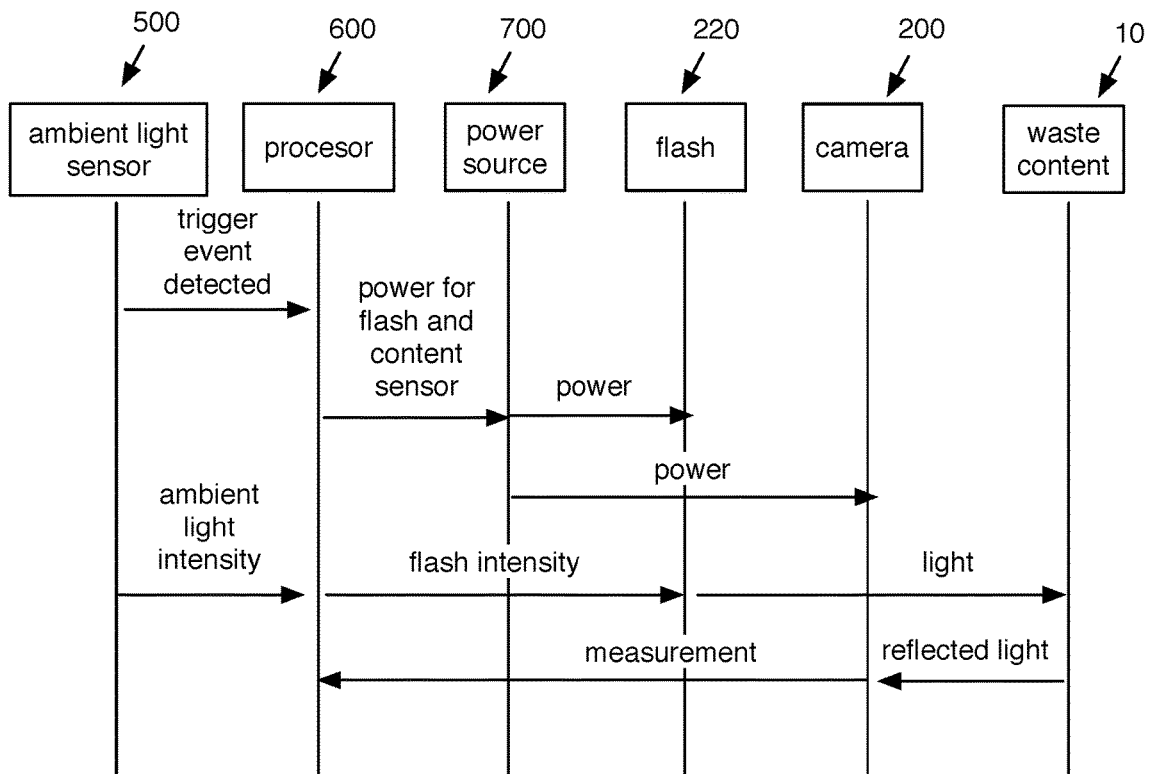 500
600
700
220
200
10
ambient light
sensor
procesor
power
source
flash
camera
waste
content
trigger
event
detected
power for
flash and
content
sensor
power
power
ambient
light
intensity
flash intensity
light
measurement
reflected light